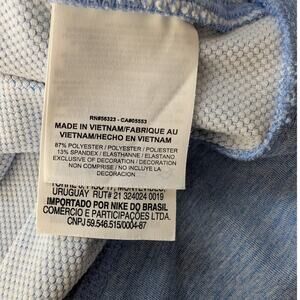 RN#56323 - CA#05553
MADE IN VIETNAM/FABRIQUE AU
VIETNAM/HECHO EN VIETNAM
87% POLYESTER / POLYESTER / POLIESTER
13% SPANDEX / ELASTHANNE / ELASTANO
EXCLUSIVE OF DECORATION / DECORATION
NON COMPRISE / NO INCLUYE LA
DECORACION
URUGUAY RUT# 21 324024 0019
IMPORTADO POR NIKE DO BRASIL
COMÉRCIO E PARTICIPAÇÕES LTDA.
CNPJ 59.546.515/0004-87